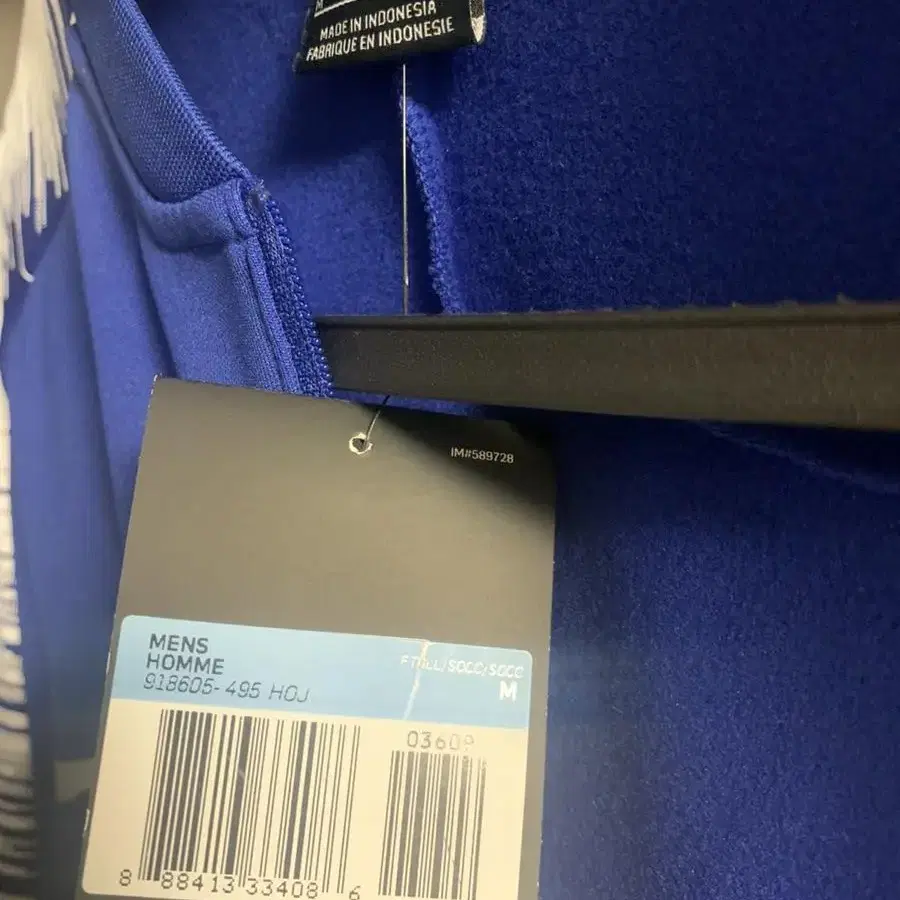 M
MADE IN INDONESIA
FABRIQUE EN INDONESIE
IM#589728
MENS
HOMME
918605-495 HOJ
FTBLL/SOCC/SOCC
M
03609
8 88413 33408 6